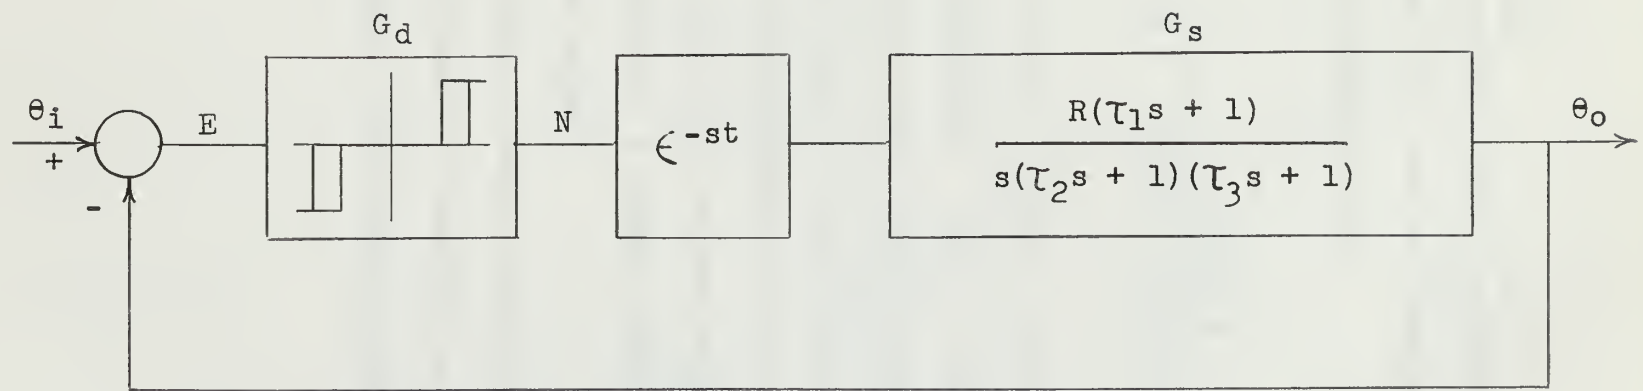 G_d
G_s
θ_i
+
-
E
N
ϵ^{-st}
R(τ_1s + 1)
s(τ_2s + 1)(τ_3s + 1)
θ_o